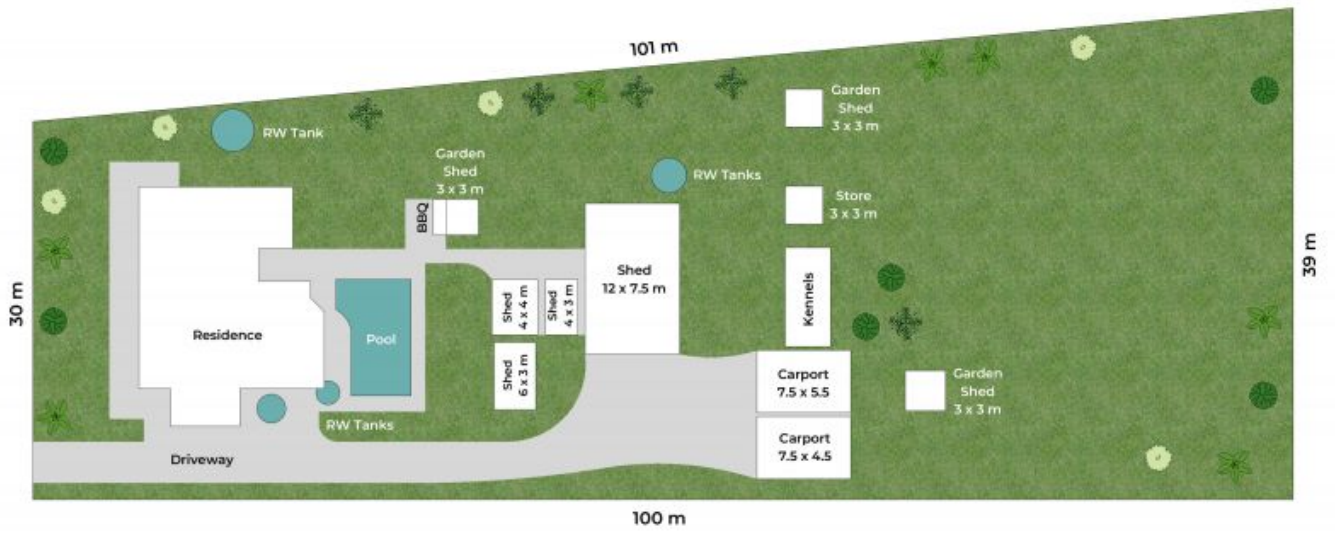 101 m
Garden
Shed
3 x 3 m
RW Tank
Garden
Shed
3 x 3 m
RW Tanks
Store
3 x 3 m
BBQ
39 m
30 m
Shed
12 x 7.5 m
Kennels
Shed
4 x 4 m
Shed
4 x 3 m
Residence
Pool
Shed
6 x 3 m
Carport
7.5 x 5.5
Garden
Shed
3 x 3 m
RW Tanks
Carport
7.5 x 4.5
Driveway
100 m